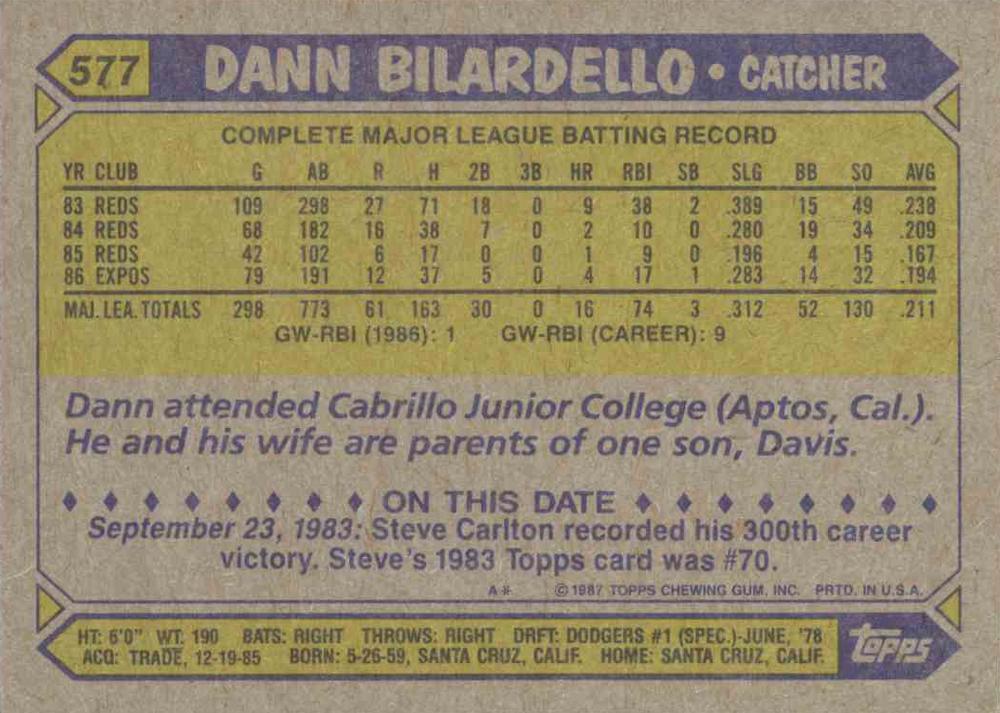 577 DANN BILARDELLO • CATCHER
COMPLETE MAJOR LEAGUE BATTING RECORD
YR CLUB G AB R H 2B 3B HR RBI SB SLG BB SO AVG
83 REDS 109 298 27 71 18 0 9 38 2 .389 15 49 .238
84 REDS 68 182 16 38 7 0 2 10 0 .280 19 34 .209
85 REDS 42 102 6 17 0 0 1 9 0 .196 4 15 .167
86 EXPOS 79 191 12 37 5 0 4 17 1 .283 14 32 .194
MAJ. LEA. TOTALS 298 773 61 163 30 0 16 74 3 .312 52 130 .211
GW-RBI (1986): 1 GW-RBI (CAREER): 9
Dann attended Cabrillo Junior College (Aptos, Cal.).
He and his wife are parents of one son, Davis.
♦ ♦ ♦ ♦ ♦ ♦ ♦ ♦ ON THIS DATE ♦ ♦ ♦ ♦ ♦ ♦ ♦ ♦
September 23, 1983: Steve Carlton recorded his 300th career
victory. Steve's 1983 Topps card was #70.
A* © 1987 TOPPS CHEWING GUM, INC. PRTD. IN U.S.A.
HT: 6'0" WT: 190 BATS: RIGHT THROWS: RIGHT DRFT: DODGERS #1 (SPEC.)-JUNE, '78
ACQ: TRADE, 12-19-85 BORN: 5-26-59, SANTA CRUZ, CALIF. HOME: SANTA CRUZ, CALIF.
topps